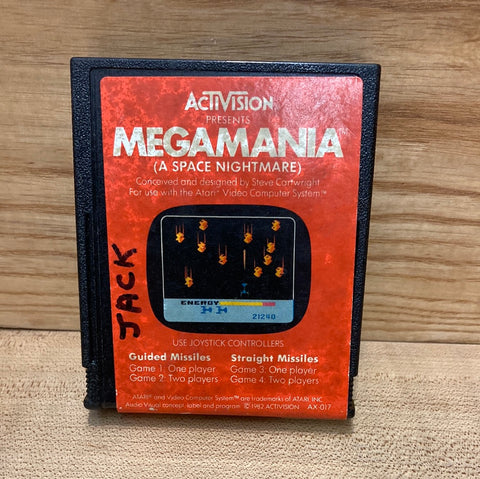 ACTIVISION
PRESENTS
MEGAMANIA
(A SPACE NIGHTMARE)
Conceived and designed by Steve Cartwright
For use with the Atari® Video Computer System™
ENERGY
21240
JACK
USE JOYSTICK CONTROLLERS
Guided Missiles
Game 1: One player
Game 2: Two players
Straight Missiles
Game 3: One player
Game 4: Two players
ATARI® and Video Computer System™ are trademarks of ATARI, INC
Audio Visual concept, label and program ©1982 ACTIVISION AX-017